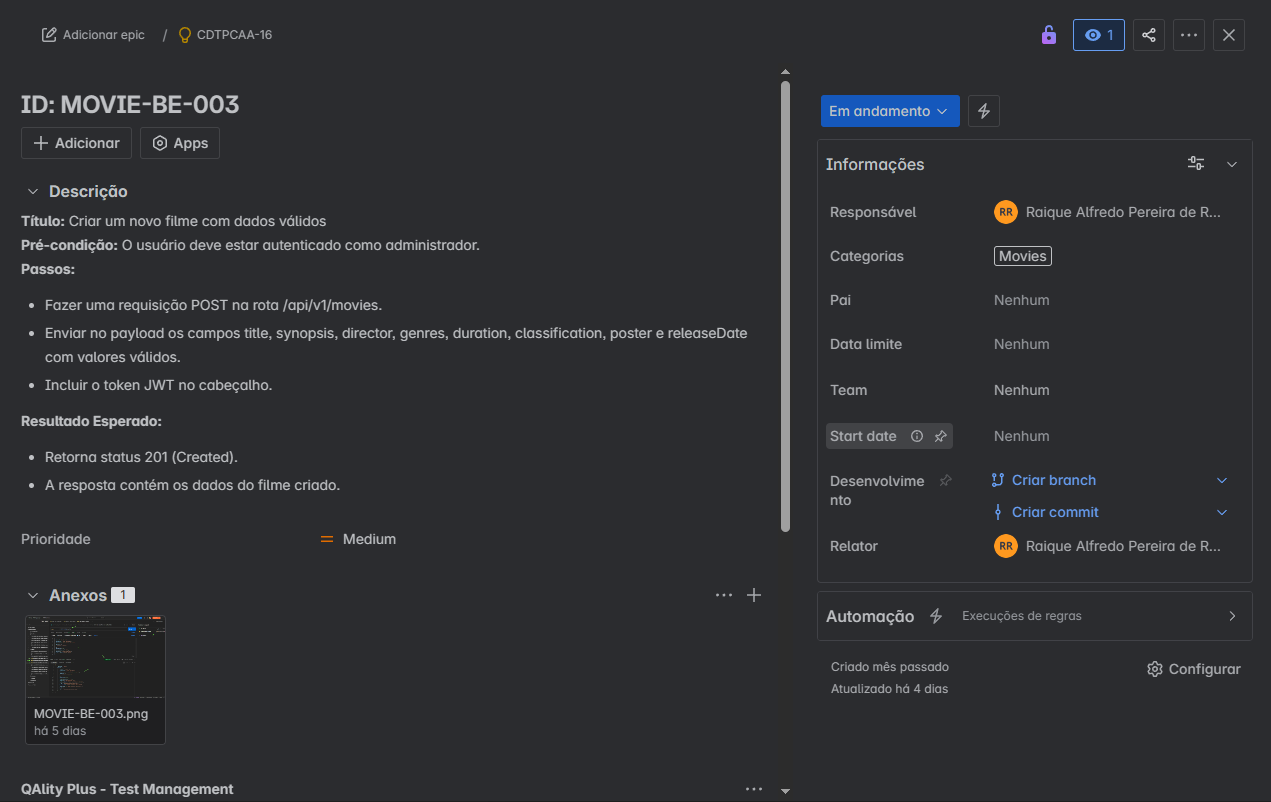 Adicionar epic / CDTPCAA-16
1
ID: MOVIE-BE-003
Adicionar
Apps
Descrição
Título: Criar um novo filme com dados válidos
Pré-condição: O usuário deve estar autenticado como administrador.
Passos:
Fazer uma requisição POST na rota /api/v1/movies.
Enviar no payload os campos title, synopsis, director, genres, duration, classification, poster e releaseDate
com valores válidos.
Incluir o token JWT no cabeçalho.
Resultado Esperado:
Retorna status 201 (Created).
A resposta contém os dados do filme criado.
Prioridade
Medium
Anexos 1
MOVIE-BE-003.png
há 5 dias
QAlity Plus - Test Management
Em andamento
Informações
Responsável
RR Raique Alfredo Pereira de R...
Categorias
Movies
Pai
Nenhum
Data limite
Nenhum
Team
Nenhum
Start date
Nenhum
Desenvolvime
nto
Criar branch
Criar commit
Relator
RR Raique Alfredo Pereira de R...
Automação
Execuções de regras
Criado mês passado
Atualizado há 4 dias
Configurar